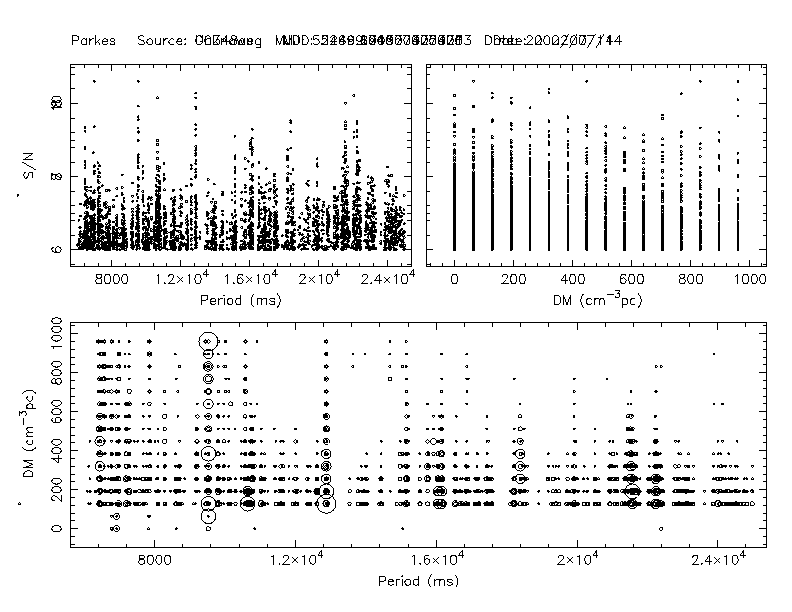 Parkes Source:
S/N
6
8000 1.2×10⁴ 1.6×10⁴ 2×10⁴ 2.4×10⁴
Period (ms)
0 200 400 600 800 1000
DM (cm⁻³pc)
DM (cm⁻³pc)
1000
800
600
400
200
0
8000 1.2×10⁴ 1.6×10⁴ 2×10⁴ 2.4×10⁴
Period (ms)